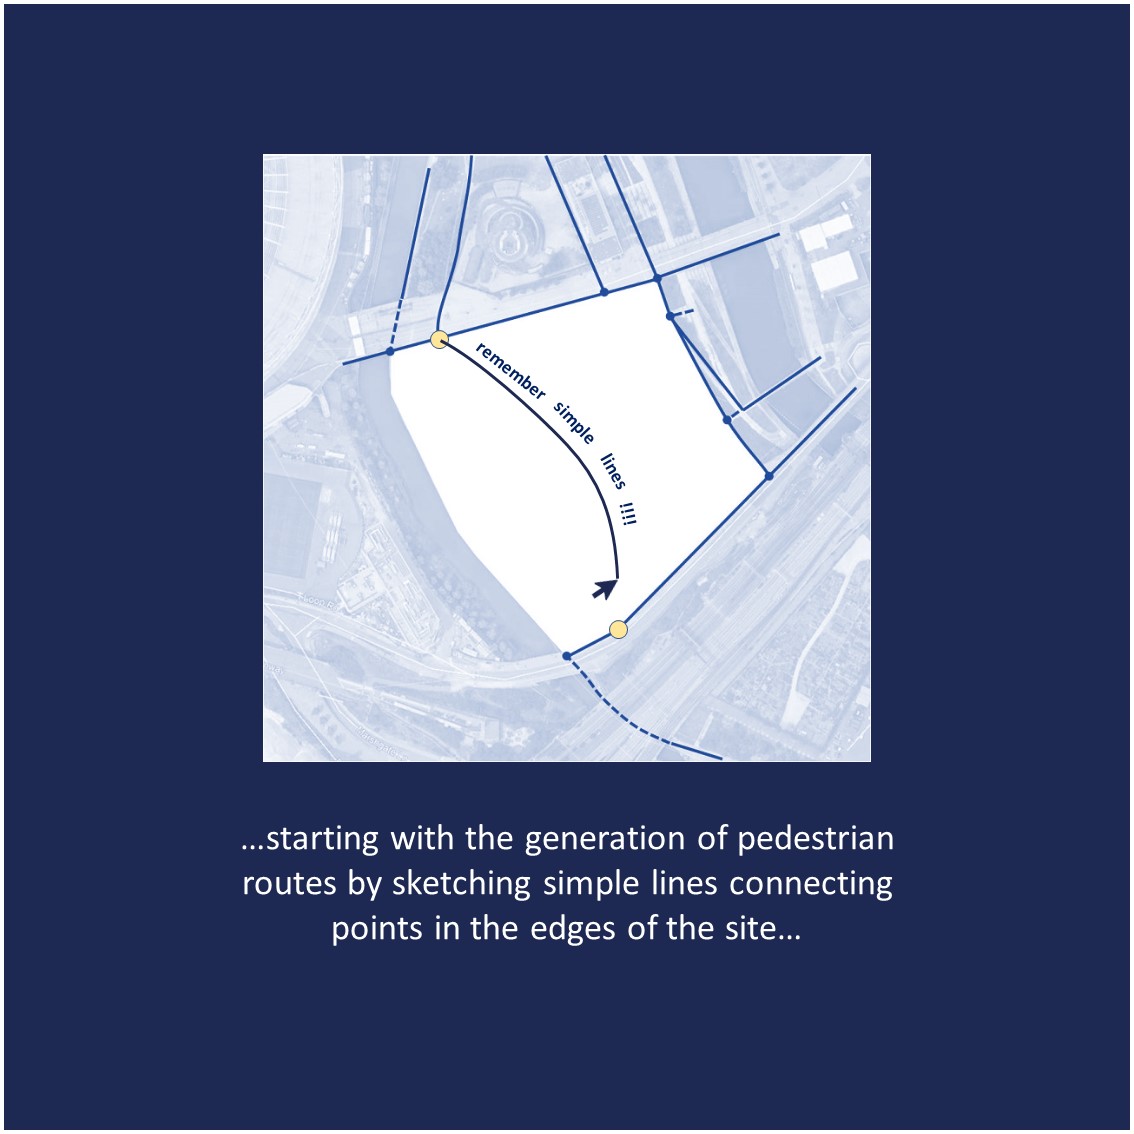 remember simple lines !!!!
...starting with the generation of pedestrian
routes by sketching simple lines connecting
points in the edges of the site...